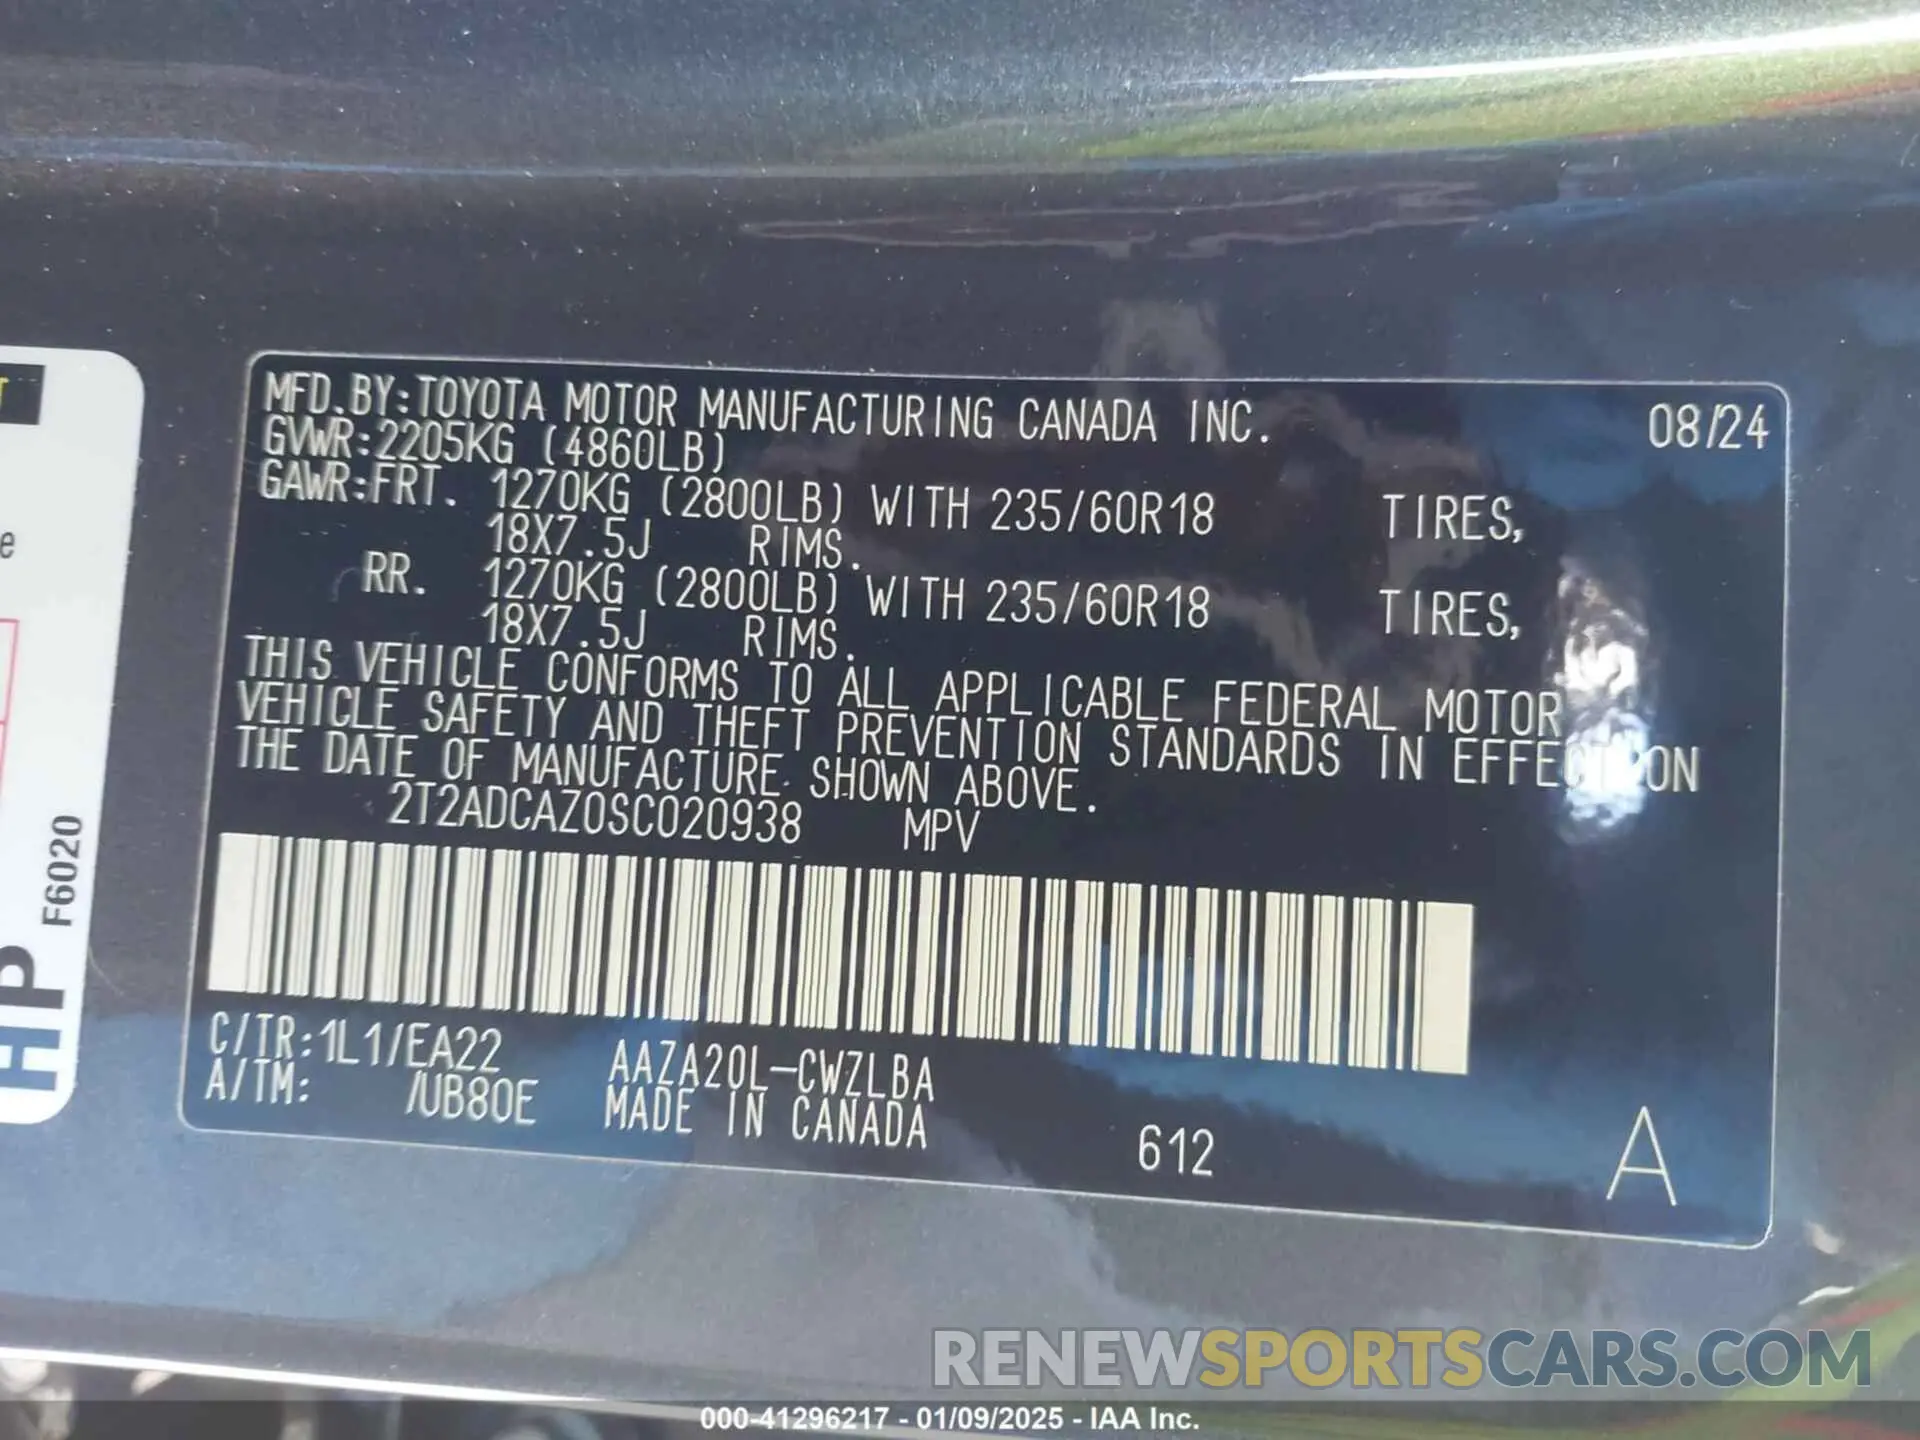 MFD.BY:TOYOTA MOTOR MANUFACTURING CANADA INC. 08/24
GVWR:2205KG (4860LB)
GAWR:FRT. 1270KG (2800LB) WITH 235/60R18 TIRES,
18X7.5J RIMS.
RR. 1270KG (2800LB) WITH 235/60R18 TIRES,
18X7.5J RIMS.
THIS VEHICLE CONFORMS TO ALL APPLICABLE FEDERAL MOTOR
VEHICLE SAFETY AND THEFT PREVENTION STANDARDS IN EFFECT ON
THE DATE OF MANUFACTURE SHOWN ABOVE.
2T2ADCAZ0SC020938 MPV
C/TR:1L1/EA22 AAZA20L-CWZLBA
A/TM: /UB80E MADE IN CANADA
612 A
F6020
HP
RENEWSPORTSCARS.COM
000-41296217 - 01/09/2025 - IAA Inc.